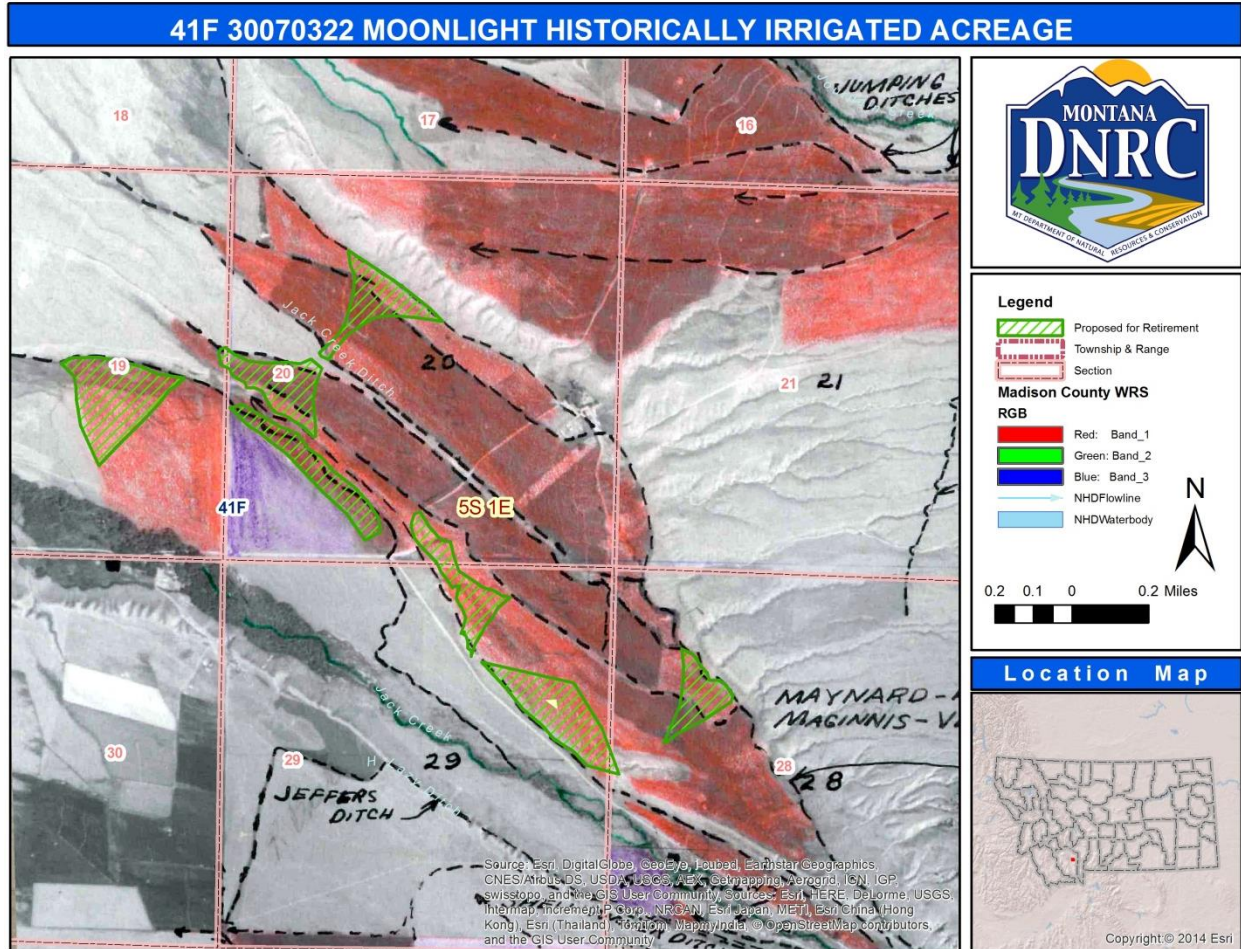 41F 30070322 MOONLIGHT HISTORICALLY IRRIGATED ACREAGE
JUMPING
DITCHES
18
17
16
Creek
Jack Creek Ditch
20
19
20
21
21
41F
5S 1E
MAYNARD-
MAGINNIS-V
28
28
Jack Creek
30
29
29
JEFFERS
DITCH
Source: Esri, DigitalGlobe, GeoEye, i-cubed, Earthstar Geographics,
CNES/Airbus DS, USDA, USGS, AEX, Getmapping, Aerogrid, IGN, IGP,
swisstopo, and the GIS User Community, Sources: Esri, HERE, DeLorme, USGS,
Intermap, increment P Corp., NRCAN, Esri Japan, METI, Esri China (Hong
Kong), Esri (Thailand), TomTom, MapmyIndia, © OpenStreetMap contributors,
and the GIS User Community
MONTANA
DNRC
MT DEPARTMENT OF NATURAL RESOURCES & CONSERVATION
Legend
Proposed for Retirement
Township & Range
Section
Madison County WRS
RGB
Red: Band_1
Green: Band_2
Blue: Band_3
NHDFlowline
NHDWaterbody
N
0.2 0.1 0 0.2 Miles
Location Map
Copyright:© 2014 Esri